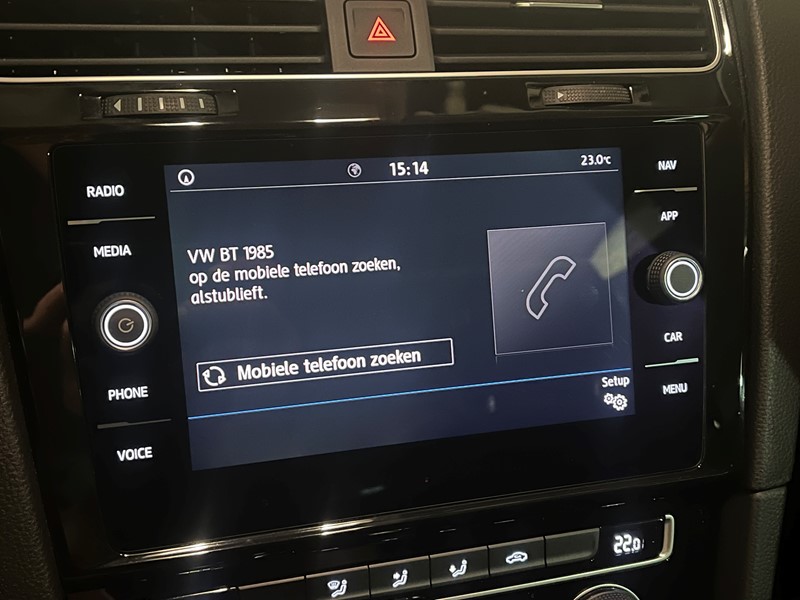 15:14
23.0°C
RADIO
NAV
MEDIA
APP
VW BT 1985
op de mobiele telefoon zoeken,
alstublieft.
Mobiele telefoon zoeken
CAR
PHONE
Setup
MENU
VOICE
22.0